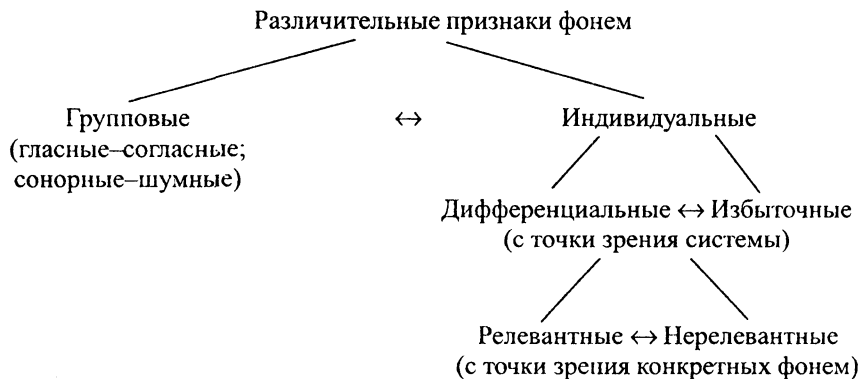 Различительные признаки фонем
Групповые ↔ Индивидуальные
(гласные–согласные;
сонорные–шумные)
Дифференциальные ↔ Избыточные
(с точки зрения системы)
Релевантные ↔ Нерелевантные
(с точки зрения конкретных фонем)